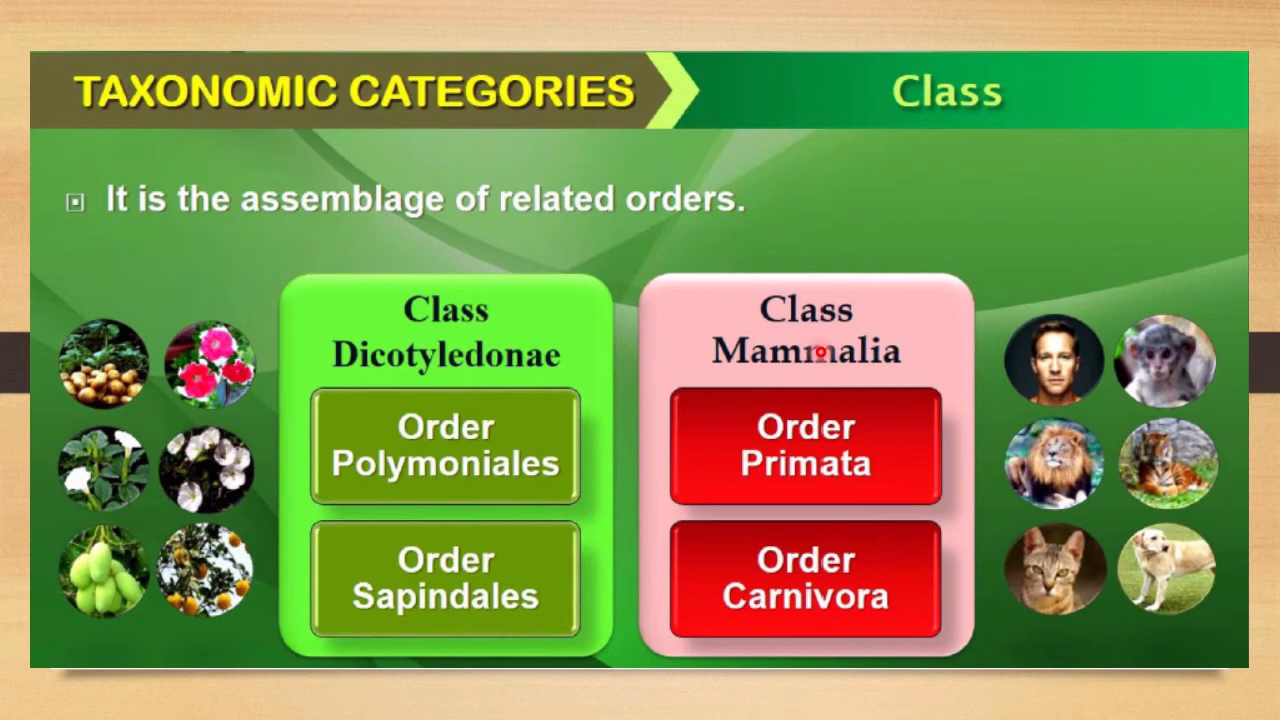 TAXONOMIC CATEGORIES
Class
It is the assemblage of related orders.
Class
Dicotyledonae
Order
Polymoniales
Order
Sapindales
Class
Mammalia
Order
Primata
Order
Carnivora